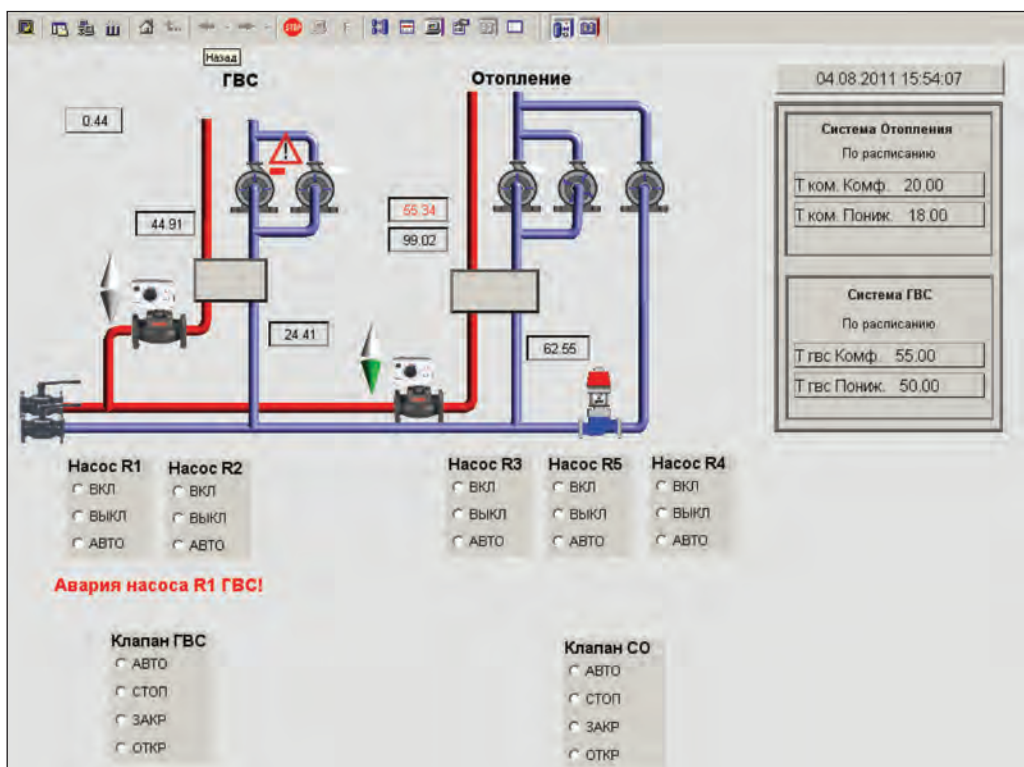 STOP
Назад
ГВС
Отопление
04.08.2011 15:54:07
0.44
Система Отопления
По расписанию
Т ком. Комф. 20.00
Т ком. Пониж. 18.00
44.91
55.34
99.02
Система ГВС
По расписанию
Т гвс Комф. 55.00
Т гвс Пониж. 50.00
24.41
62.55
Насос R1
ВКЛ
ВЫКЛ
АВТО
Насос R2
ВКЛ
ВЫКЛ
АВТО
Насос R3
ВКЛ
ВЫКЛ
АВТО
Насос R5
ВКЛ
ВЫКЛ
АВТО
Насос R4
ВКЛ
ВЫКЛ
АВТО
Авария насоса R1 ГВС!
Клапан ГВС
АВТО
СТОП
ЗАКР
ОТКР
Клапан СО
АВТО
СТОП
ЗАКР
ОТКР